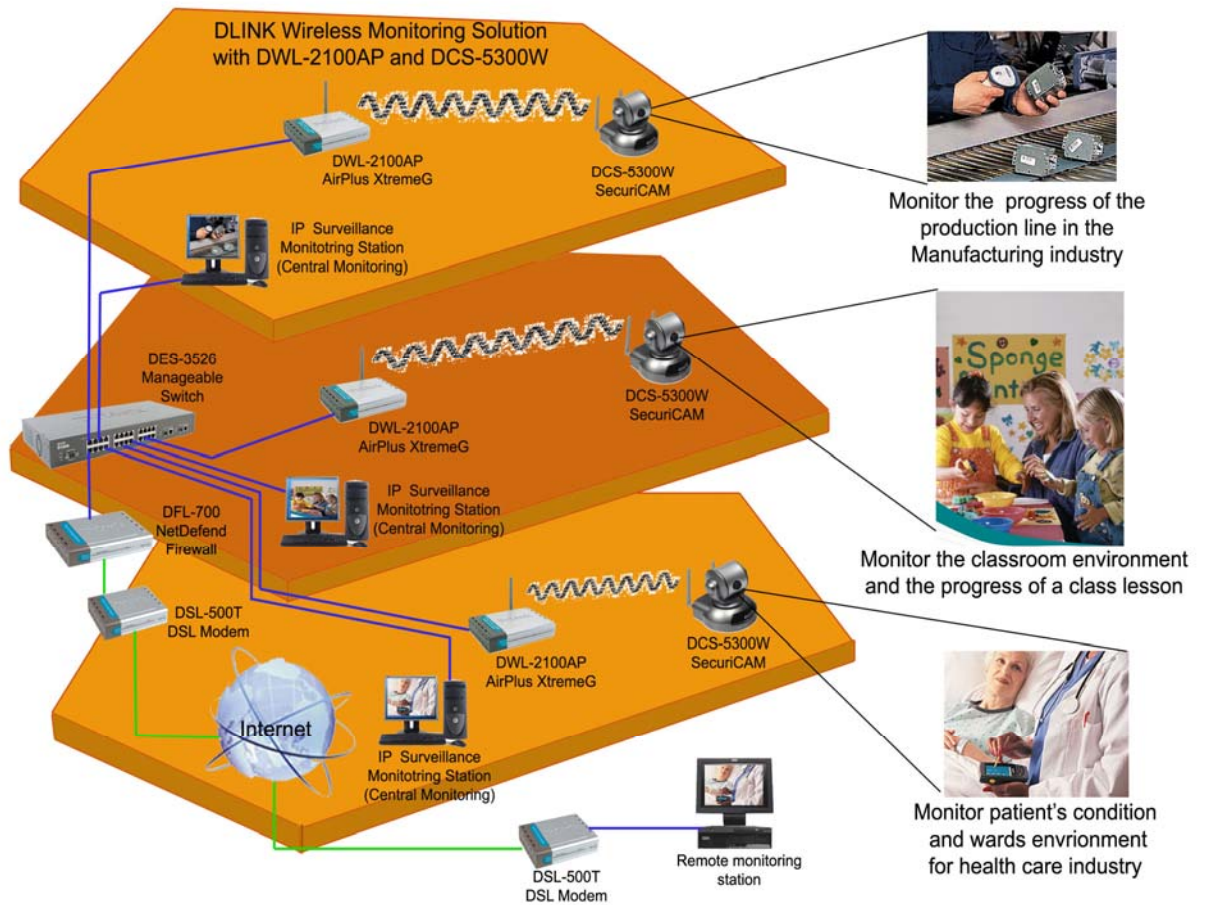 DLINK Wireless Monitoring Solution
with DWL-2100AP and DCS-5300W
DWL-2100AP
AirPlus XtremeG
DCS-5300W
SecuriCAM
Monitor the progress of the
production line in the
Manufacturing industry
IP Surveillance
Monitotring Station
(Central Monitoring)
DES-3526
Manageable
Switch
DWL-2100AP
AirPlus XtremeG
DCS-5300W
SecuriCAM
Sponge
Monitor the classroom environment
and the progress of a class lesson
IP Surveillance
Monitotring Station
(Central Monitoring)
DFL-700
NetDefend
Firewall
DSL-500T
DSL Modem
DWL-2100AP
AirPlus XtremeG
DCS-5300W
SecuriCAM
Internet
IP Surveillance
Monitotring Station
(Central Monitoring)
Monitor patient's condition
and wards envrionment
for health care industry
DSL-500T
DSL Modem
Remote monitoring
station